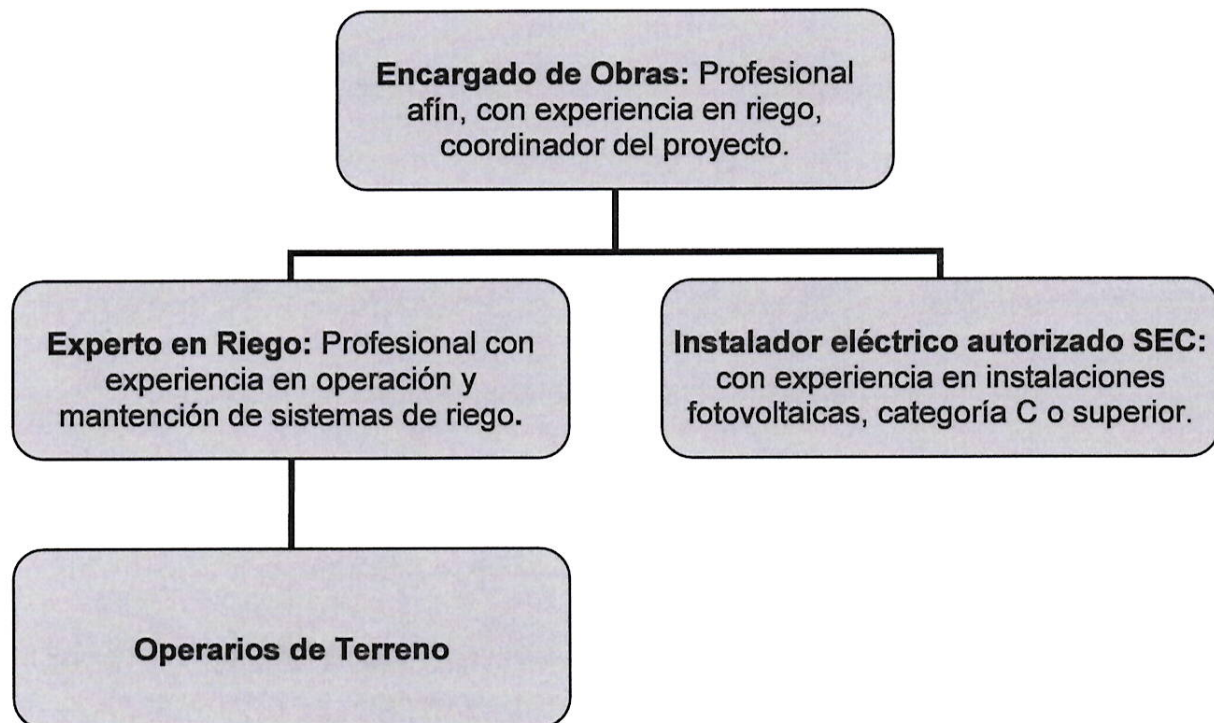 Encargado de Obras: Profesional
afín, con experiencia en riego,
coordinador del proyecto.
Experto en Riego: Profesional con
experiencia en operación y
mantención de sistemas de riego.
Instalador eléctrico autorizado SEC:
con experiencia en instalaciones
fotovoltaicas, categoría C o superior.
Operarios de Terreno